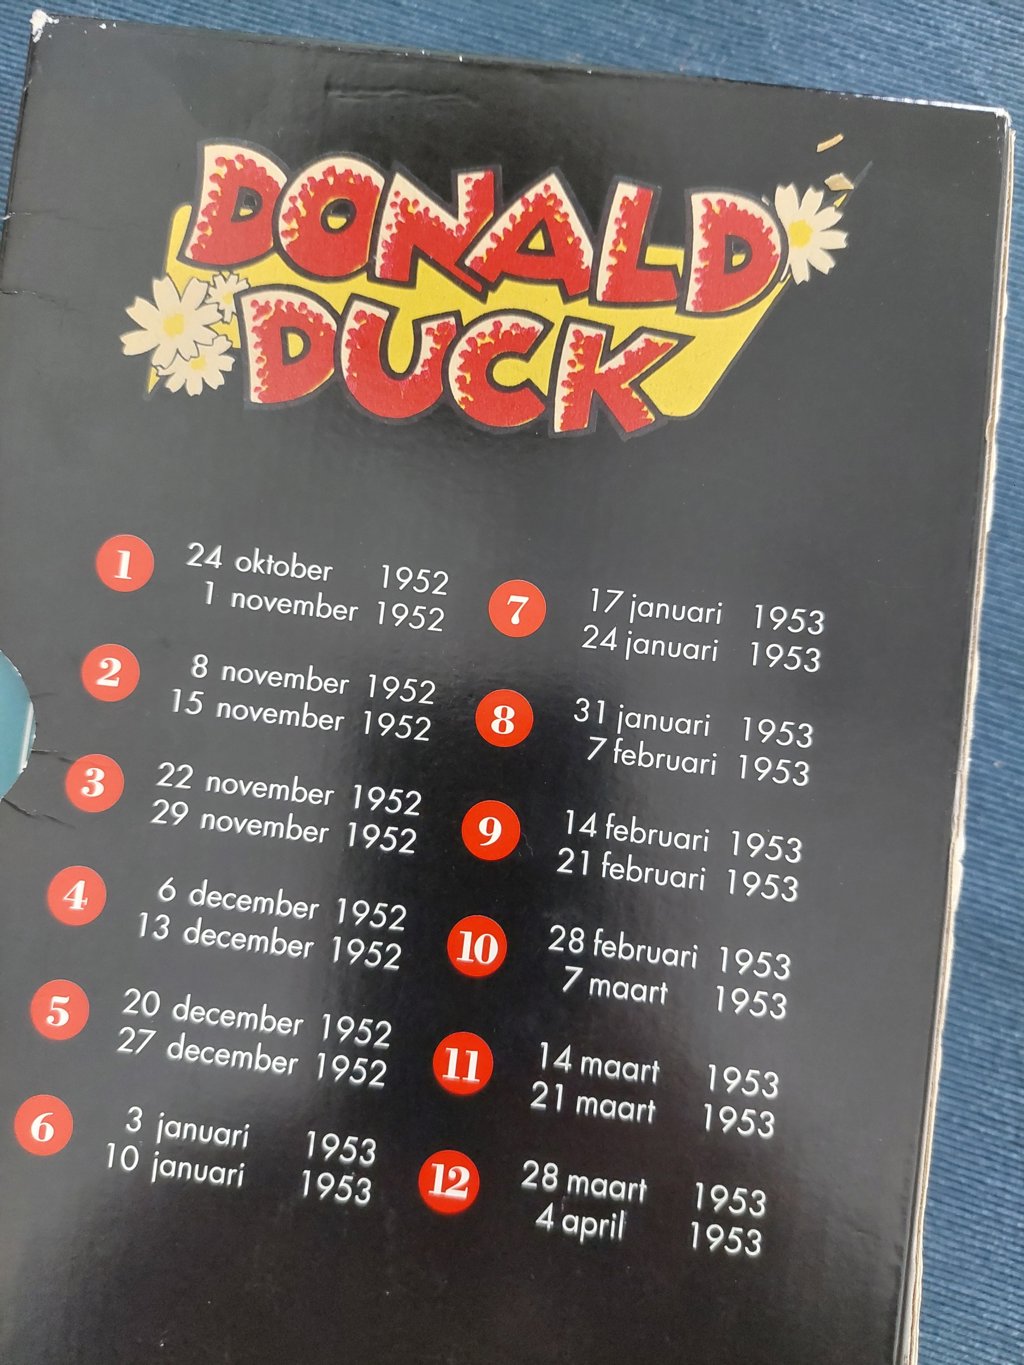 DONALD
DUCK
1 24 oktober 1952
1 november 1952
2 8 november 1952
15 november 1952
3 22 november 1952
29 november 1952
4 6 december 1952
13 december 1952
5 20 december 1952
27 december 1952
6 3 januari 1953
10 januari 1953
7 17 januari 1953
24 januari 1953
8 31 januari 1953
7 februari 1953
9 14 februari 1953
21 februari 1953
10 28 februari 1953
7 maart 1953
11 14 maart 1953
21 maart 1953
12 28 maart 1953
4 april 1953